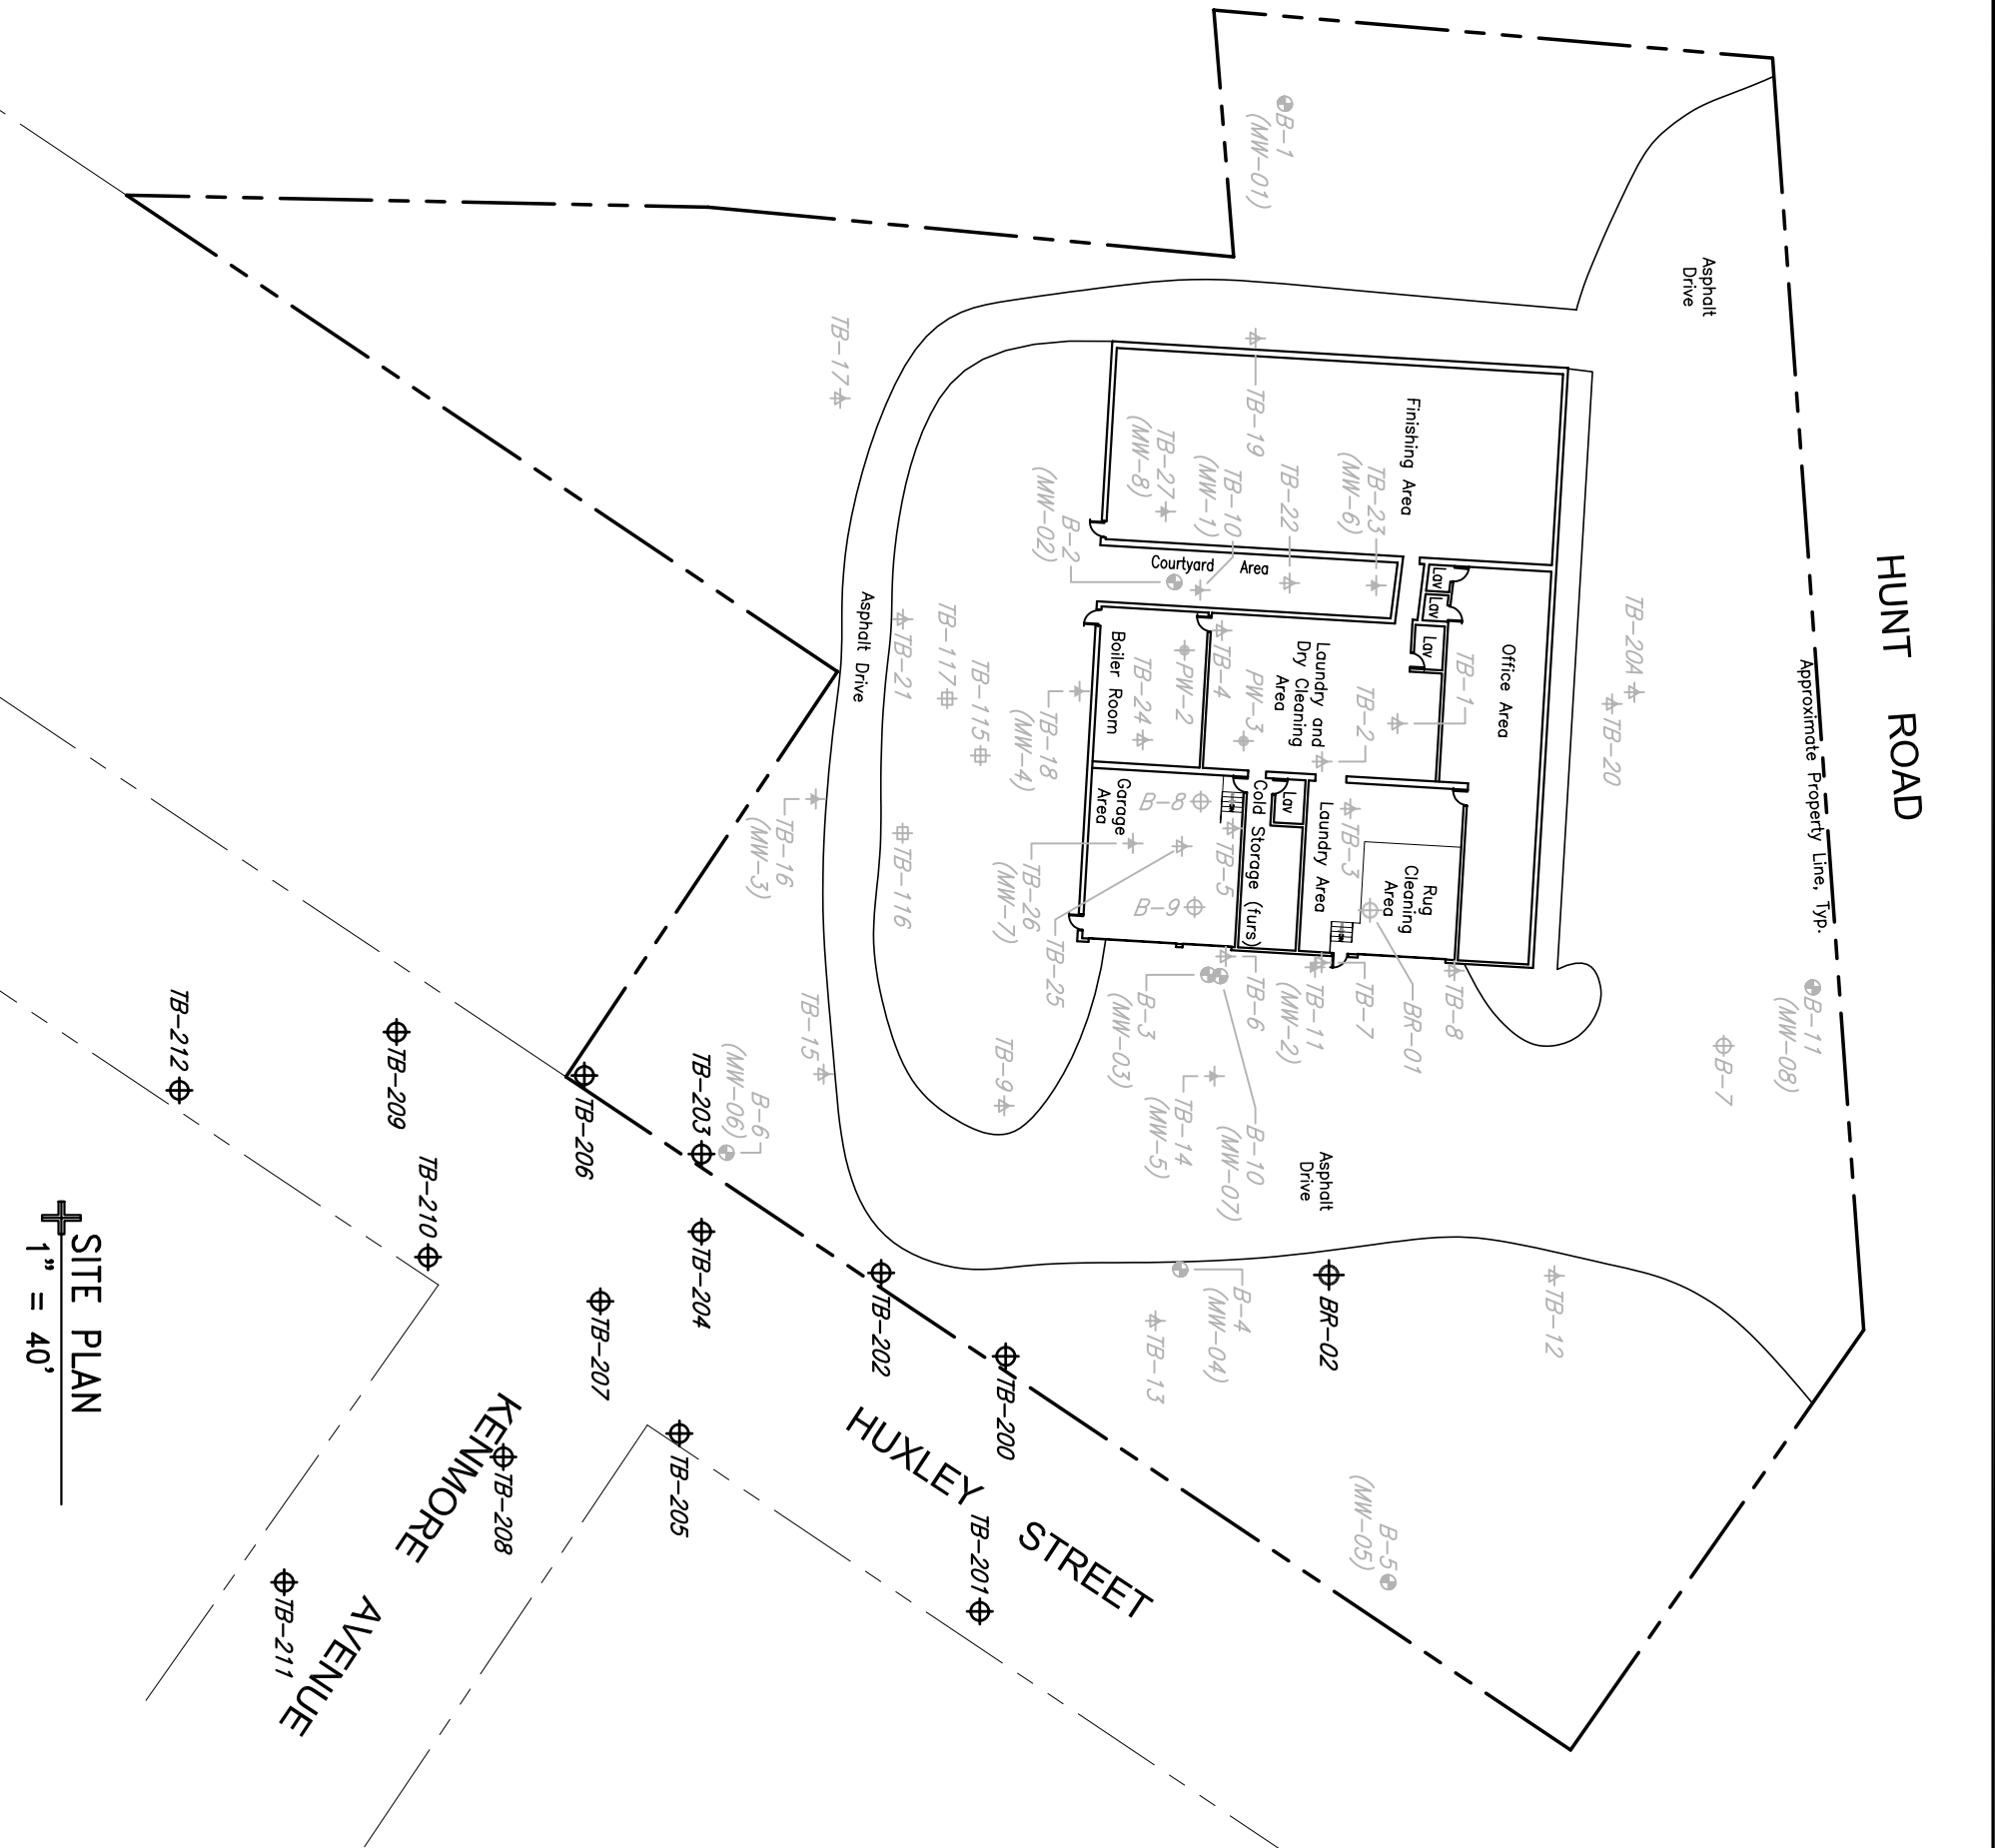 HUNT ROAD
Approximate Property Line, Typ.
Asphalt
Drive
B-1
(MW-01)
TB-20A
TB-20
B-11
(MW-08)
B-7
Finishing Area
Office Area
Lav
Lav
Lav
TB-1
TB-23
(MW-6)
TB-22
TB-19
TB-10
(MW-1)
TB-27
(MW-8)
B-2
(MW-02)
Courtyard Area
Laundry and
Dry Cleaning
Area
TB-2
PW-3
TB-4
PW-2
TB-24
Boiler Room
Rug
Cleaning
Area
TB-3
Laundry Area
Lav
Cold Storage (furs)
TB-5
B-8
B-9
Garage
Area
TB-8
BR-01
TB-7
TB-11
(MW-2)
TB-6
B-3
(MW-03)
TB-25
TB-26
(MW-7)
TB-18
(MW-4)
TB-115
TB-117
TB-21
TB-116
TB-17
Asphalt Drive
TB-16
(MW-3)
TB-15
TB-9
TB-14
(MW-5)
B-10
(MW-07)
Asphalt
Drive
B-6
(MW-06)
TB-12
BR-02
B-4
(MW-04)
TB-13
B-5
(MW-05)
TB-200
TB-201
TB-202
TB-203
TB-204
TB-205
TB-206
TB-207
TB-208
TB-209
TB-210
TB-211
TB-212
HUXLEY STREET
KENMORE AVENUE
SITE PLAN
1" = 40'